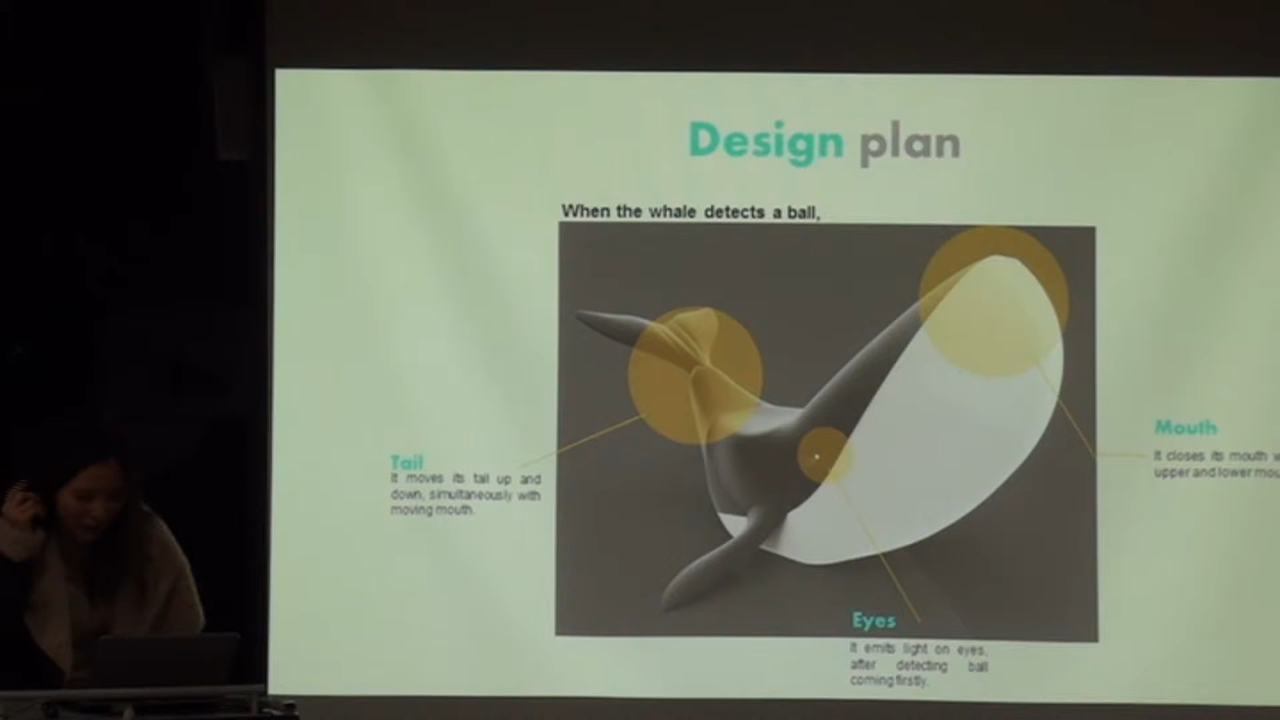 Design plan
When the whale detects a ball,
Tail
It moves its tail up and
down, simultaneously with
moving mouth.
Mouth
It closes its mouth
upper and lower
Eyes
It emits light on eyes,
after detecting ball
coming firstly.